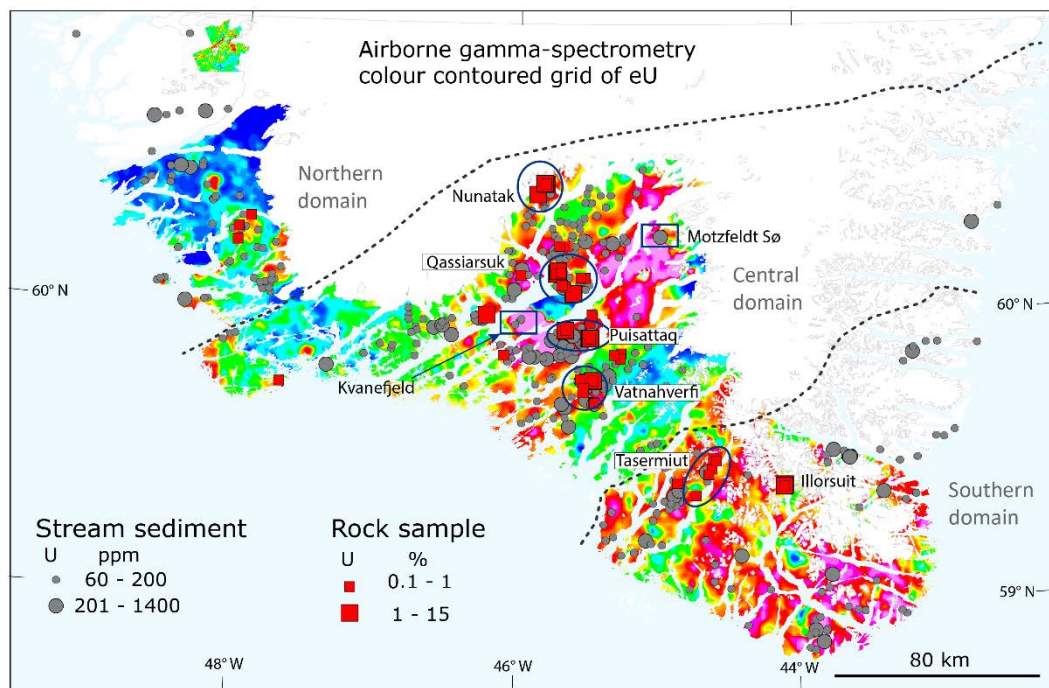 Airborne gamma-spectrometry
colour contoured grid of eU
Northern
domain
Nunatak
Motzfeldt Sø
Qassiarsuk
Central
domain
60° N
60° N
Puisattaq
Kvanefjeld
Vatnahverfi
Tasermiut
Illorsuit
Southern
domain
Stream sediment
U ppm
60 - 200
201 - 1400
Rock sample
U %
0.1 - 1
1 - 15
59° N
48° W
46° W
44° W
80 km